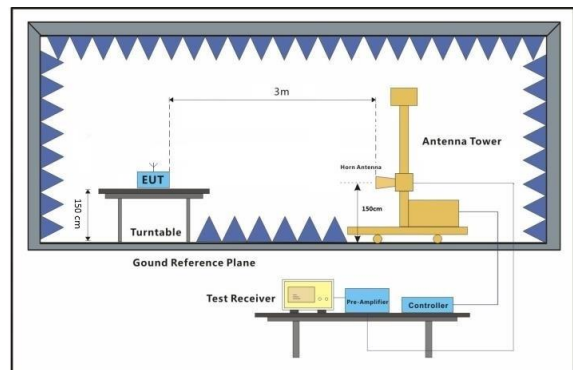 3m
Antenna Tower
Horn Antenna
EUT
150 cm
150cm
Turntable
Gound Reference Plane
Test Receiver
Pre-Amplifier
Controller